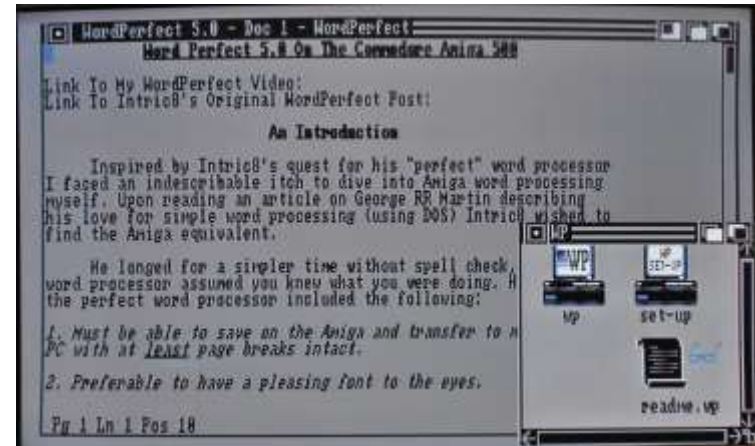 WordPerfect 5.0 - Doc 1 - WordPerfect
Word Perfect 5.0 On The Commodore Amiga 500
Link To My WordPerfect Video:
Link To Intric8's Original WordPerfect Post:
An Introduction
Inspired by Intric8's quest for his "perfect" word processor
I faced an indescribable itch to dive into Amiga word processing
myself. Upon reading an article on George RR Martin describing
his love for simple word processing (using DOS) Intric8 wished to
find the Amiga equivalent.
He longed for a simpler time without spell check,
word processor assumed you knew what you were doing. H
the perfect word processor included the following:
1. Must be able to save on the Amiga and transfer to
PC with at least page breaks intact.
2. Preferable to have a pleasing font to the eyes.
Pg 1 Ln 1 Pos 10
WP
WP
WP
SET-UP
wp
set-up
readme.wp